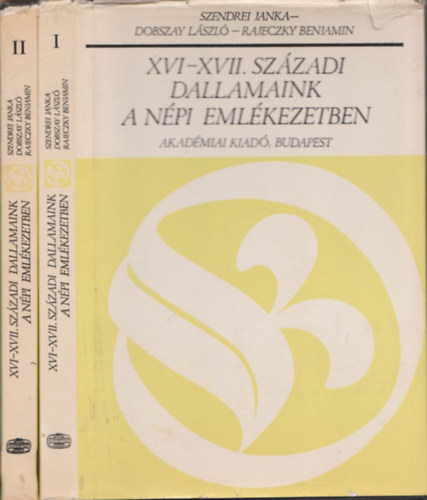 SZENDREI JANKA—
DOBSZAY LÁSZLÓ — RAJECZKY BENJAMIN
XVI–XVII. SZÁZADI
DALLAMAINK
A NÉPI EMLÉKEZETBEN
AKADÉMIAI KIADÓ, BUDAPEST
II
SZENDREI JANKA
DOBSZAY LÁSZLÓ
RAJECZKY BENJAMIN
XVI–XVII. SZÁZADI DALLAMAINK
A NÉPI EMLÉKEZETBEN
I
SZENDREI JANKA
DOBSZAY LÁSZLÓ
RAJECZKY BENJAMIN
XVI–XVII. SZÁZADI DALLAMAINK
A NÉPI EMLÉKEZETBEN